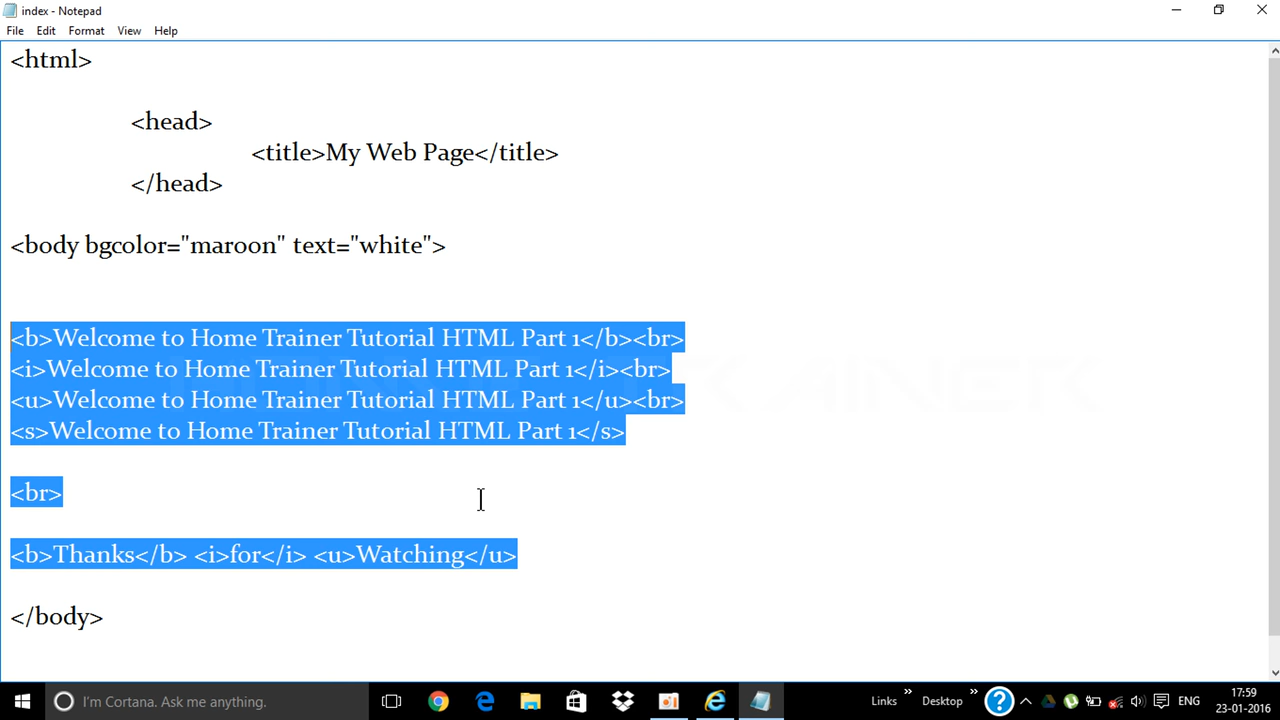 index - Notepad
File Edit Format View Help
<html>
<head>
<title>My Web Page</title>
</head>
<body bgcolor="maroon" text="white">
<b>Welcome to Home Trainer Tutorial HTML Part 1</b><br>
<i>Welcome to Home Trainer Tutorial HTML Part 1</i><br>
<u>Welcome to Home Trainer Tutorial HTML Part 1</u><br>
<s>Welcome to Home Trainer Tutorial HTML Part 1</s>
HOME TRAINER
<br>
<b>Thanks</b> <i>for</i> <u>Watching</u>
</body>
I'm Cortana. Ask me anything. Links » Desktop » ENG 17:59
23-01-2016